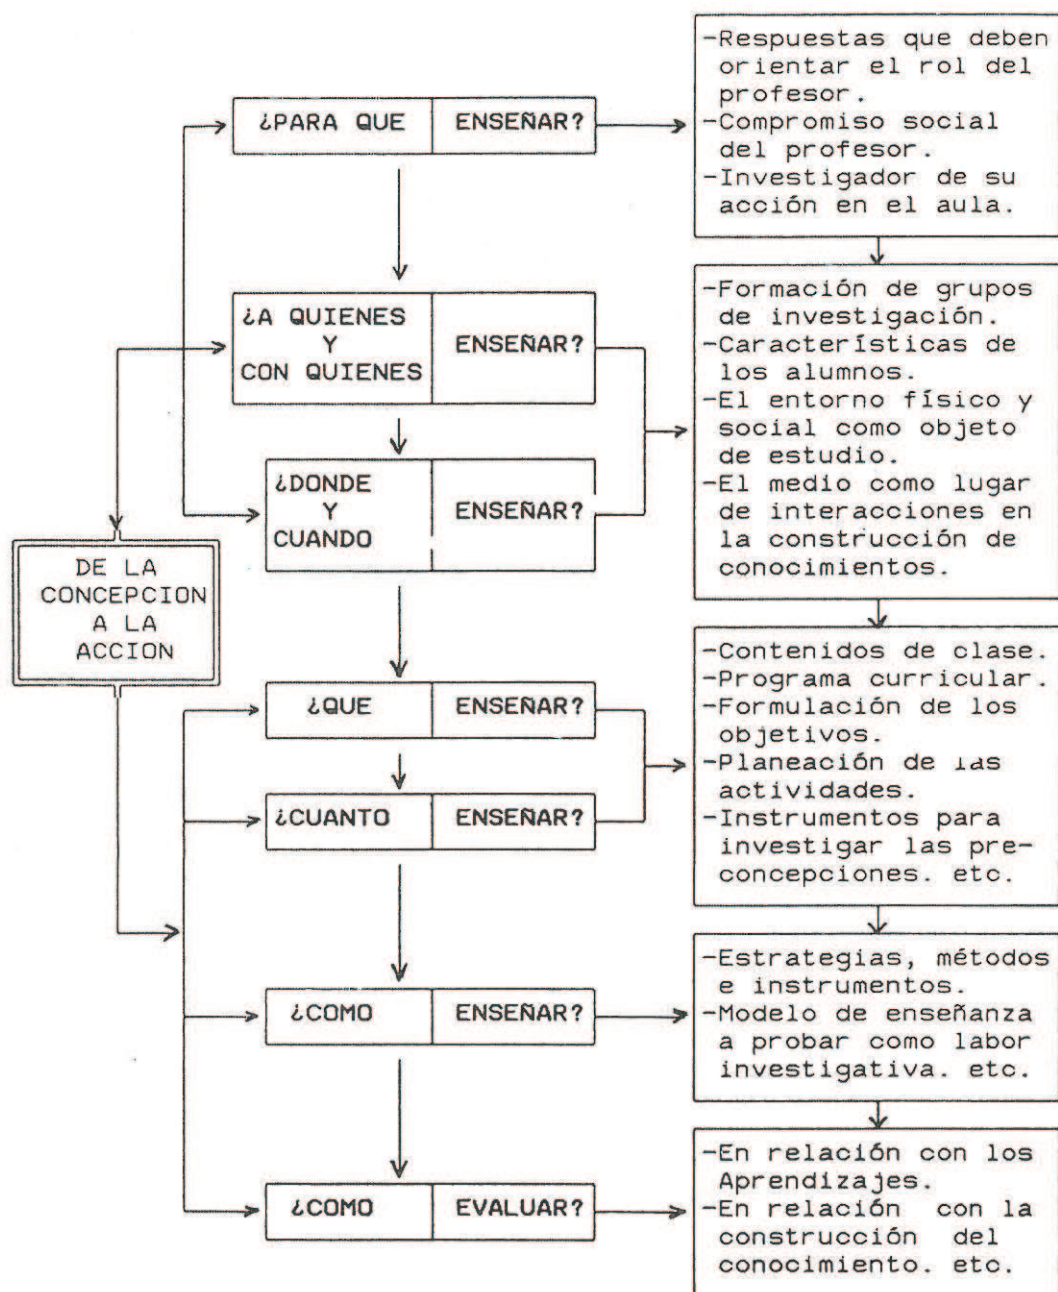 ¿PARA QUE ENSEÑAR?
-Respuestas que deben
orientar el rol del
profesor.
-Compromiso social
del profesor.
-Investigador de su
acción en el aula.
¿A QUIENES
Y
CON QUIENES
ENSEÑAR?
¿DONDE
Y
CUANDO
ENSEÑAR?
-Formación de grupos
de investigación.
-Características de
los alumnos.
-El entorno físico y
social como objeto
de estudio.
-El medio como lugar
de interacciones en
la construcción de
conocimientos.
DE LA
CONCEPCION
A LA
ACCION
¿QUE ENSEÑAR?
¿CUANTO ENSEÑAR?
-Contenidos de clase.
-Programa curricular.
-Formulación de los
objetivos.
-Planeación de las
actividades.
-Instrumentos para
investigar las pre-
concepciones. etc.
¿COMO ENSEÑAR?
-Estrategias, métodos
e instrumentos.
-Modelo de enseñanza
a probar como labor
investigativa. etc.
¿COMO EVALUAR?
-En relación con los
Aprendizajes.
-En relación con la
construcción del
conocimiento. etc.